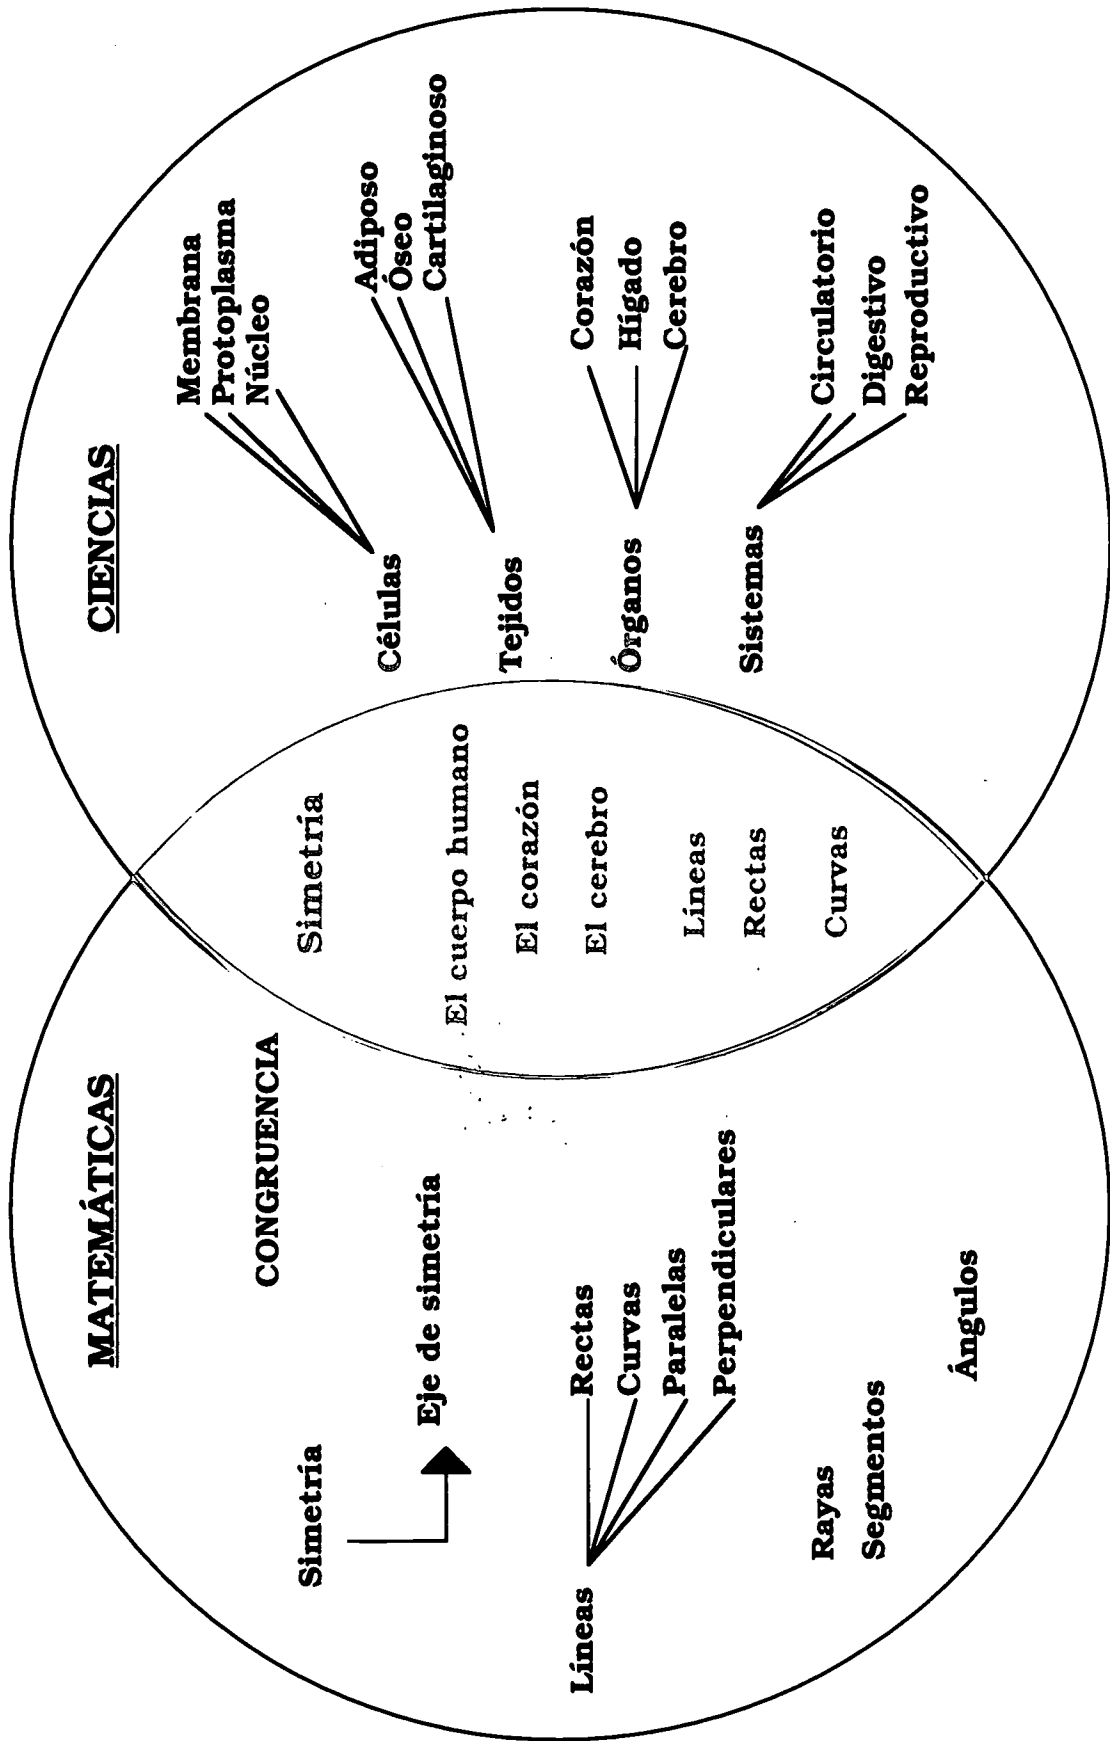 MATEMÁTICAS
CONGRUENCIA
Simetría
Eje de simetría
Líneas
Rectas
Curvas
Paralelas
Perpendiculares
Rayas
Segmentos
Ángulos
Simetría
El cuerpo humano
El corazón
El cerebro
Líneas
Rectas
Curvas
CIENCIAS
Células
Membrana
Protoplasma
Núcleo
Tejidos
Adiposo
Óseo
Cartilaginoso
Órganos
Corazón
Hígado
Cerebro
Sistemas
Circulatorio
Digestivo
Reproductivo